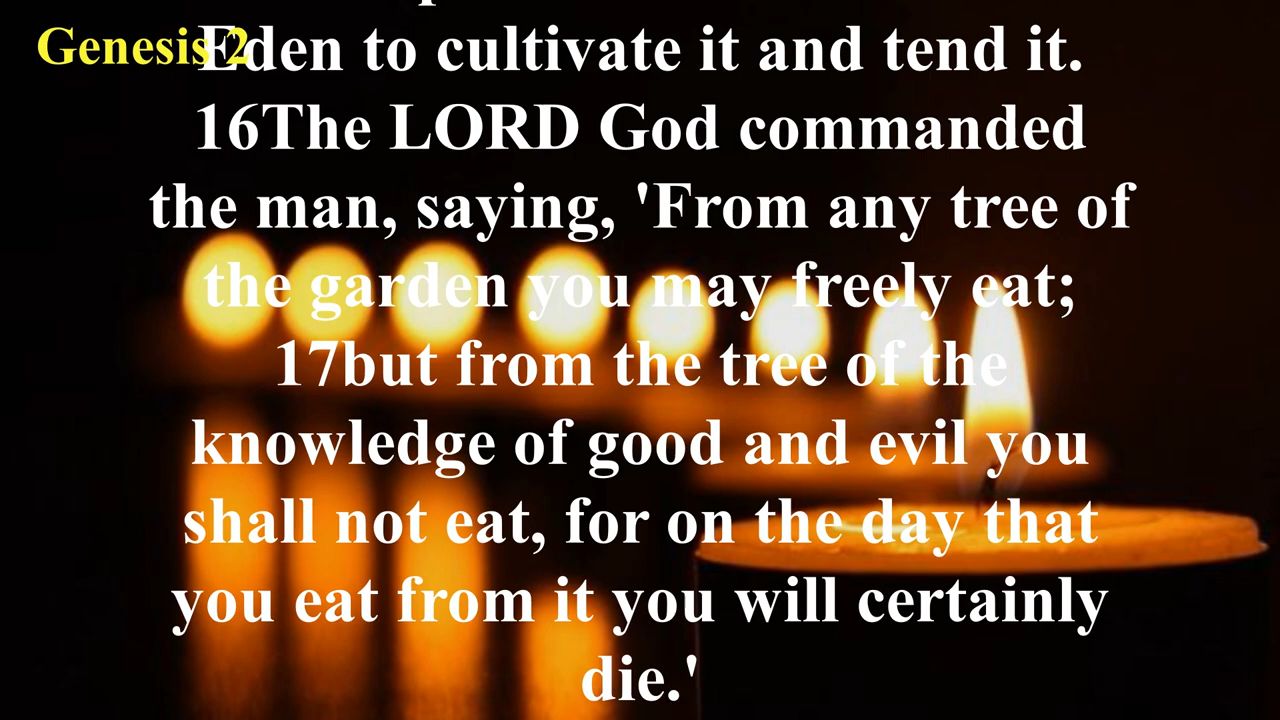 Genesis 2
Eden to cultivate it and tend it.
16The LORD God commanded
the man, saying, 'From any tree of
the garden you may freely eat;
17but from the tree of the
knowledge of good and evil you
shall not eat, for on the day that
you eat from it you will certainly
die.'